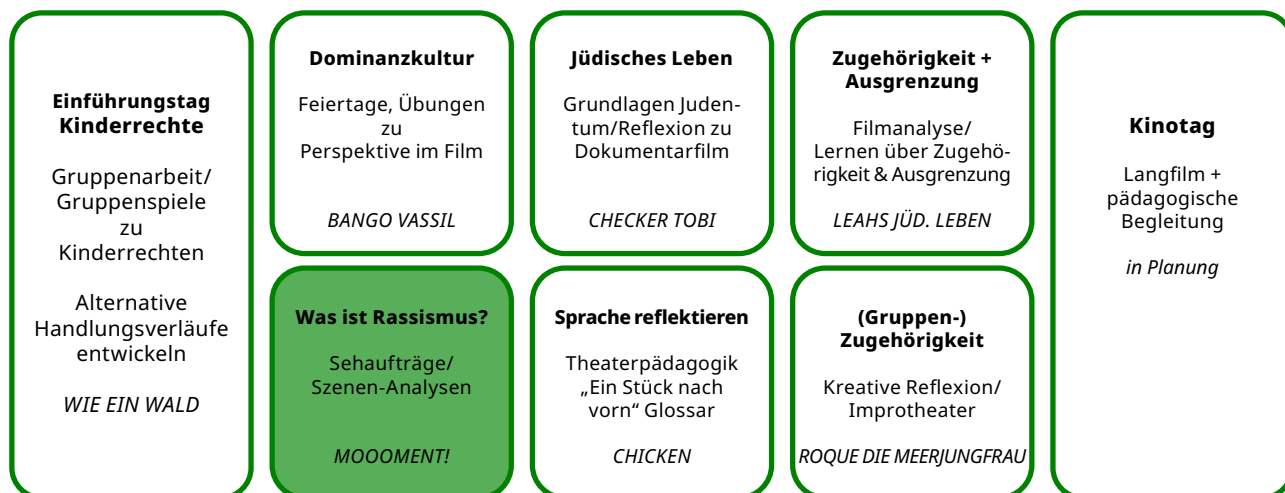 Einführungstag
Kinderrechte
Gruppenarbeit/
Gruppenspiele
zu
Kinderrechten
Alternative
Handlungsverläufe
entwickeln
WIE EIN WALD
Dominanzkultur
Feiertage, Übungen
zu
Perspektive im Film
BANGO VASSIL
Was ist Rassismus?
Sehaufträge/
Szenen-Analysen
MOOOMENT!
Jüdisches Leben
Grundlagen Juden-
tum/Reflexion zu
Dokumentarfilm
CHECKER TOBI
Sprache reflektieren
Theaterpädagogik
„Ein Stück nach
vorn“ Glossar
CHICKEN
Zugehörigkeit +
Ausgrenzung
Filmanalyse/
Lernen über Zugehö-
rigkeit & Ausgrenzung
LEAHS JÜD. LEBEN
(Gruppen-)
Zugehörigkeit
Kreative Reflexion/
Improtheater
ROQUE DIE MEERJUNGFRAU
Kinotag
Langfilm +
pädagogische
Begleitung
in Planung